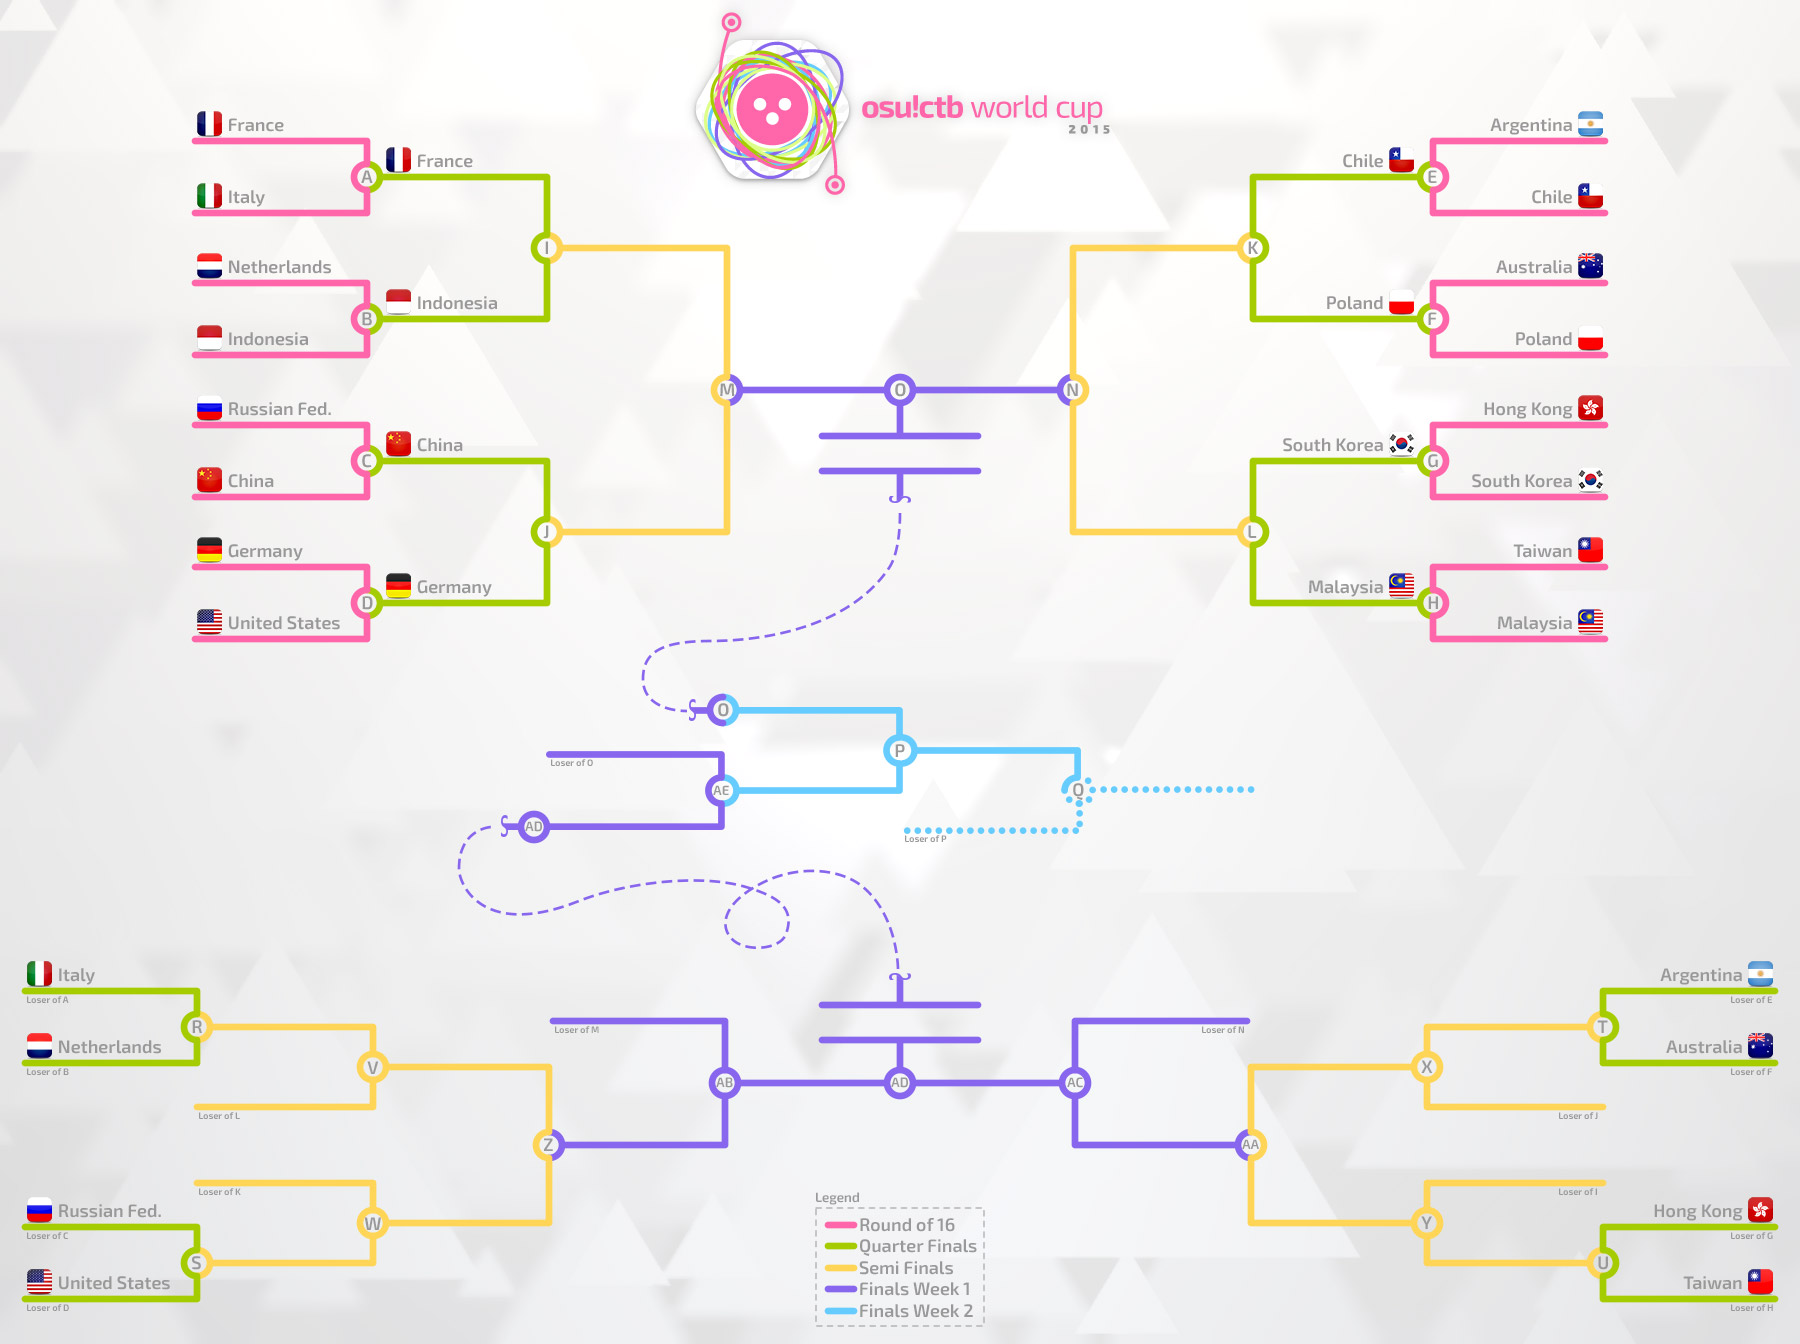 osu!ctb world cup
2015
France
A
France
Italy
I
Netherlands
B
Indonesia
Indonesia
Russian Fed.
C
China
China
J
Germany
D
Germany
United States
M
O
N
Argentina
Chile
E
Chile
K
Australia
Poland
F
Poland
Hong Kong
South Korea
G
South Korea
L
Taiwan
Malaysia
H
Malaysia
O
P
Loser of O
AE
Q
AD
Loser of P
Italy
Loser of A
R
Netherlands
Loser of B
V
Loser of L
Z
Loser of K
W
Russian Fed.
Loser of C
S
United States
Loser of D
Loser of M
AB
AD
AC
Loser of N
AA
Argentina
Loser of E
T
Australia
Loser of F
X
Loser of J
Loser of I
Y
Hong Kong
Loser of G
U
Taiwan
Loser of H
Legend
Round of 16
Quarter Finals
Semi Finals
Finals Week 1
Finals Week 2